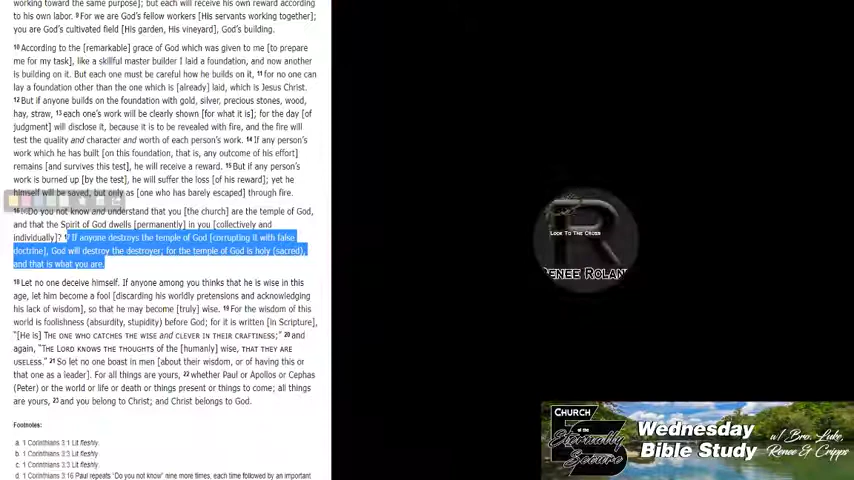 working toward the same purpose]; but each will receive his own reward according
to his own labor. 9 For we are God's fellow workers [His servants working together];
you are God's cultivated field [His garden, His vineyard], God's building.
10 According to the [remarkable] grace of God which was given to me [to prepare
me for my task], like a skillful master builder I laid a foundation, and now another
is building on it. But each one must be careful how he builds on it, 11 for no one can
lay a foundation other than the one which is [already] laid, which is Jesus Christ.
12 But if anyone builds on the foundation with gold, silver, precious stones, wood,
hay, straw, 13 each one's work will be clearly shown [for what it is]; for the day [of
judgment] will disclose it, because it is to be revealed with fire, and the fire will
test the quality and character and worth of each person's work. 14 If any person's
work which he has built [on this foundation, that is, any outcome of his effort]
remains [and survives this test], he will receive a reward. 15 But if any person's
work is burned up [by the test], he will suffer the loss [of his reward]; yet he
himself will be saved, but only as [one who has barely escaped] through fire.
16 Do you not know and understand that you [the church] are the temple of God,
and that the Spirit of God dwells [permanently] in you [collectively and
individually]? If anyone destroys the temple of God [corrupting it with false
doctrine], God will destroy the destroyer; for the temple of God is holy (sacred),
and that is what you are.
18 Let no one deceive himself. If anyone among you thinks that he is wise in this
age, let him become a fool [discarding his worldly pretensions and acknowledging
his lack of wisdom], so that he may become [truly] wise. 19 For the wisdom of this
world is foolishness (absurdity, stupidity) before God; for it is written [in Scripture],
“[He is] THE ONE WHO CATCHES THE WISE and CLEVER IN THEIR CRAFTINESS;” 20 and
again, “THE LORD KNOWS THE THOUGHTS of the [humanly] wise, THAT THEY ARE
USELESS.” 21 So let no one boast in men [about their wisdom, or of having this or
that one as a leader]. For all things are yours, 22 whether Paul or Apollos or Cephas
(Peter) or the world or life or death or things present or things to come; all things
are yours, 23 and you belong to Christ; and Christ belongs to God.
Footnotes:
a. 1 Corinthians 3:1 Lit fleshly.
b. 1 Corinthians 3:3 Lit fleshly.
c. 1 Corinthians 3:3 Lit fleshly.
d. 1 Corinthians 3:16 Paul repeats “Do you not know” nine more times, each time followed by an important
R
LOOK TO THE CROSS
RENEE ROLAN
CHURCH
of the
Eternally
Secure
Wednesday
Bible Study
w/ Bro. Luke,
Renee & Cripps